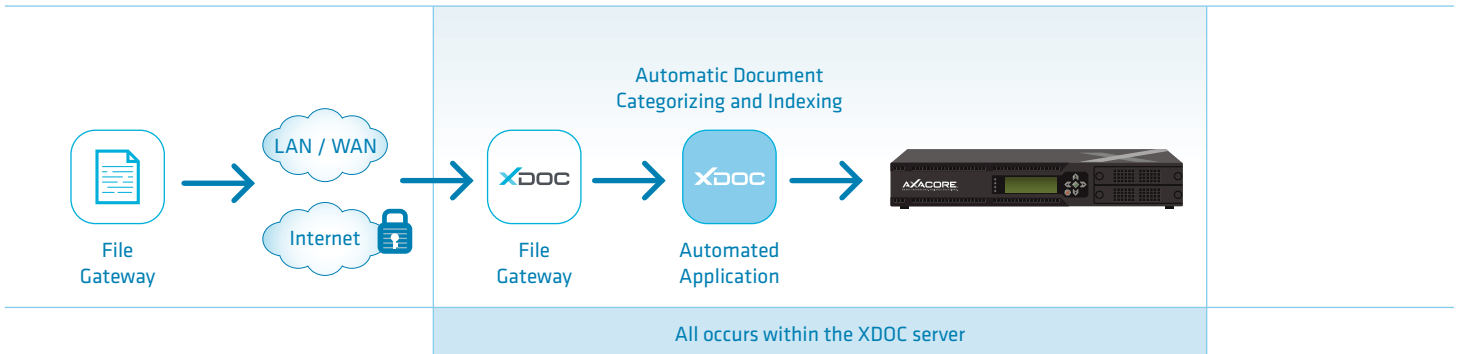 Automatic Document
Categorizing and Indexing
LAN / WAN
Internet
XDOC
XDOC
AXACORE
File
Gateway
File
Gateway
Automated
Application
All occurs within the XDOC server